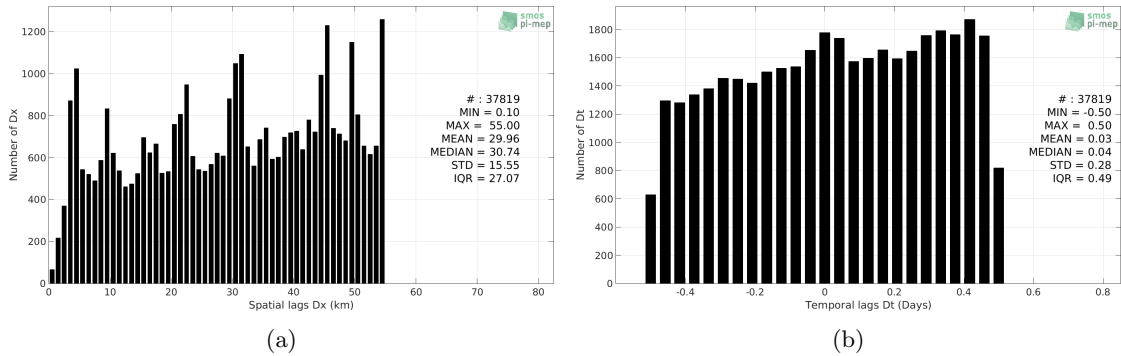 smos
pi-mep
1200
1000
800
600
400
200
0
Number of Dx
# : 37819
MIN = 0.10
MAX = 55.00
MEAN = 29.96
MEDIAN = 30.74
STD = 15.55
IQR = 27.07
0 10 20 30 40 50 60 70 80
Spatial lags Dx (km)
(a)
smos
pi-mep
1800
1600
1400
1200
1000
800
600
400
200
0
Number of Dt
# : 37819
MIN = -0.50
MAX = 0.50
MEAN = 0.03
MEDIAN = 0.04
STD = 0.28
IQR = 0.49
-0.4 -0.2 0 0.2 0.4 0.6 0.8
Temporal lags Dt (Days)
(b)